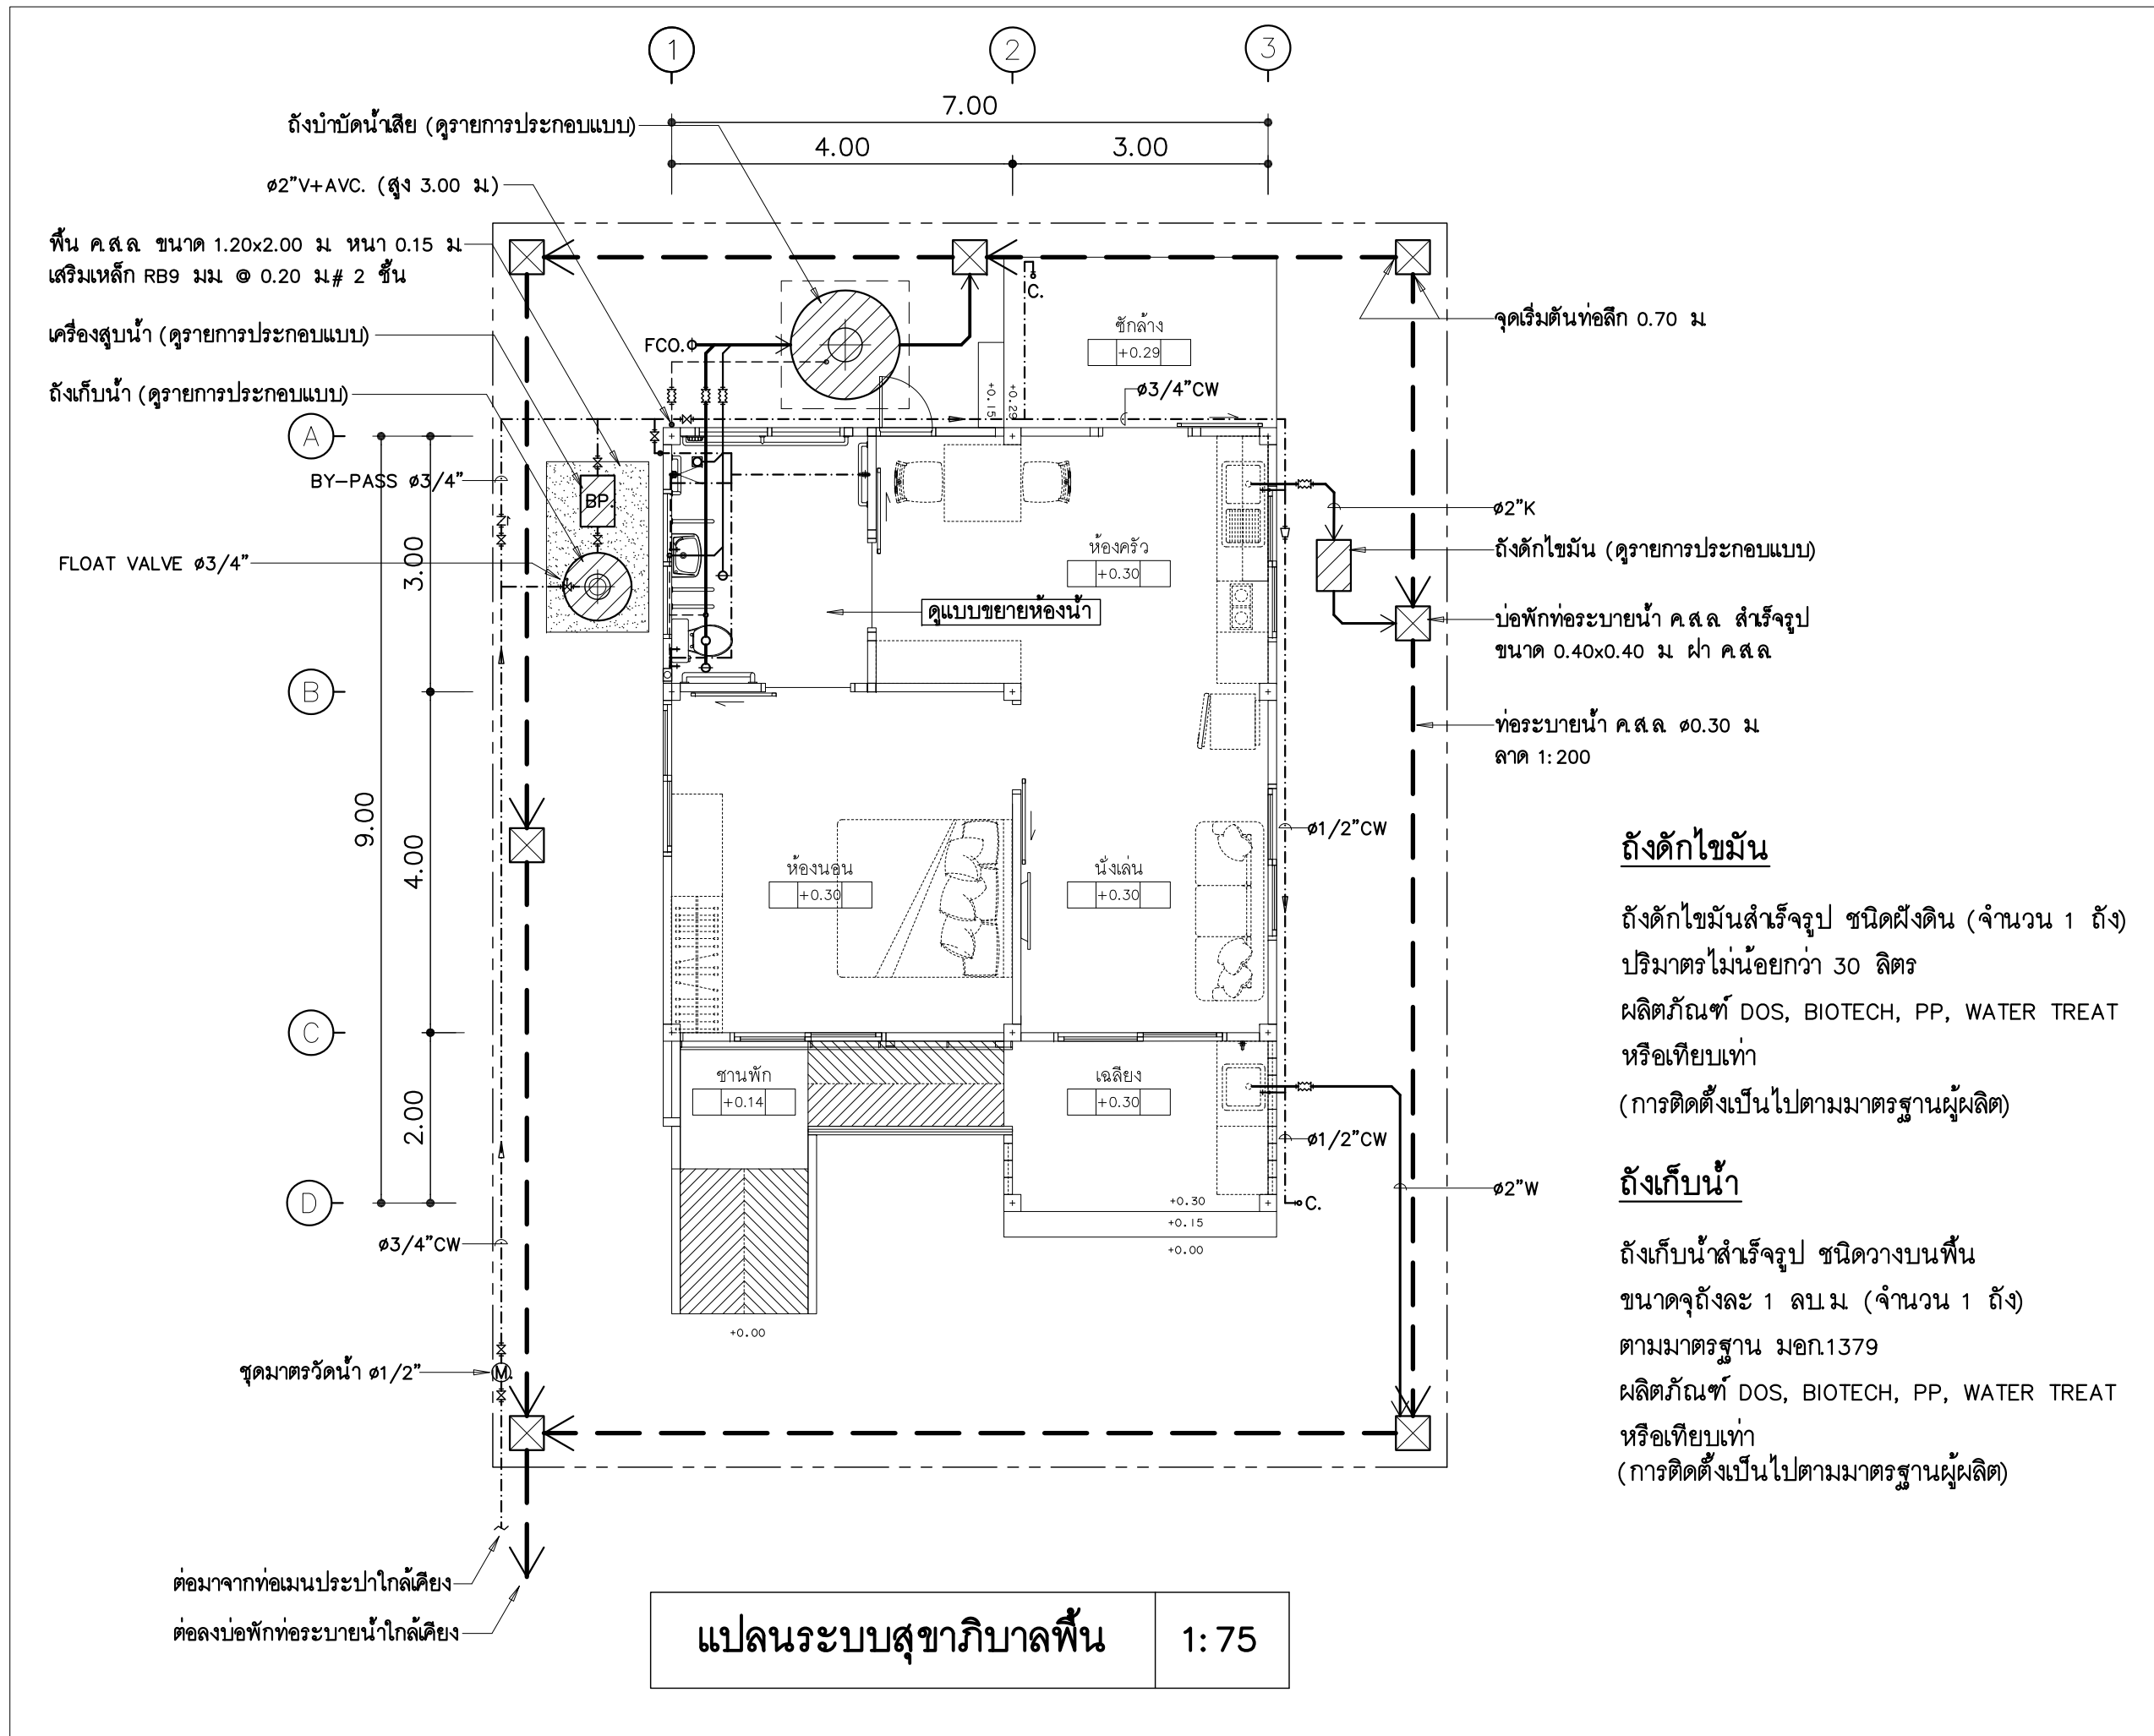 1
2
3
7.00
4.00
3.00
ถังบำบัดน้ำเสีย (ดูรายการประกอบแบบ)
ø2"V+AVC. (สูง 3.00 ม.)
พื้น ค.ส.ล. ขนาด 1.20x2.00 ม. หนา 0.15 ม.
เสริมเหล็ก RB9 มม. @ 0.20 ม.# 2 ชั้น
เครื่องสูบน้ำ (ดูรายการประกอบแบบ)
ถังเก็บน้ำ (ดูรายการประกอบแบบ)
จุดเริ่มต้นท่อลึก 0.70 ม.
FCO.
C.
ซักล้าง
+0.29
+0.15
+0.29
ø3/4"CW
A
BY-PASS ø3/4"
BP.
FLOAT VALVE ø3/4"
3.00
ห้องครัว
+0.30
ดูแบบขยายห้องน้ำ
ø2"K
ถังดักไขมัน (ดูรายการประกอบแบบ)
บ่อพักท่อระบายน้ำ ค.ส.ล. สำเร็จรูป
ขนาด 0.40x0.40 ม. ฝา ค.ส.ล.
B
ท่อระบายน้ำ ค.ส.ล. ø0.30 ม.
ลาด 1:200
9.00
4.00
ห้องนอน
+0.30
นั่งเล่น
+0.30
ø1/2"CW
C
2.00
ชานพัก
+0.14
เฉลียง
+0.30
ø1/2"CW
D
+0.30
+0.15
+0.00
C.
ø2"W
ø3/4"CW
+0.00
ชุดมาตรวัดน้ำ ø1/2"
M.
ต่อมาจากท่อเมนประปาใกล้เคียง
ต่อลงบ่อพักท่อระบายน้ำใกล้เคียง
ถังดักไขมัน
ถังดักไขมันสำเร็จรูป ชนิดฝังดิน (จำนวน 1 ถัง)
ปริมาตรไม่น้อยกว่า 30 ลิตร
ผลิตภัณฑ์ DOS, BIOTECH, PP, WATER TREAT
หรือเทียบเท่า
(การติดตั้งเป็นไปตามมาตรฐานผู้ผลิต)
ถังเก็บน้ำ
ถังเก็บน้ำสำเร็จรูป ชนิดวางบนพื้น
ขนาดจุถังละ 1 ลบ.ม. (จำนวน 1 ถัง)
ตามมาตรฐาน มอก.1379
ผลิตภัณฑ์ DOS, BIOTECH, PP, WATER TREAT
หรือเทียบเท่า
(การติดตั้งเป็นไปตามมาตรฐานผู้ผลิต)
แปลนระบบสุขาภิบาลพื้น 1:75